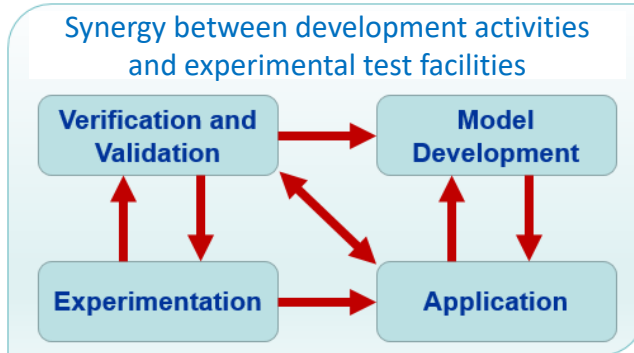 Synergy between development activities
and experimental test facilities
Verification and
Validation
Model
Development
Experimentation
Application